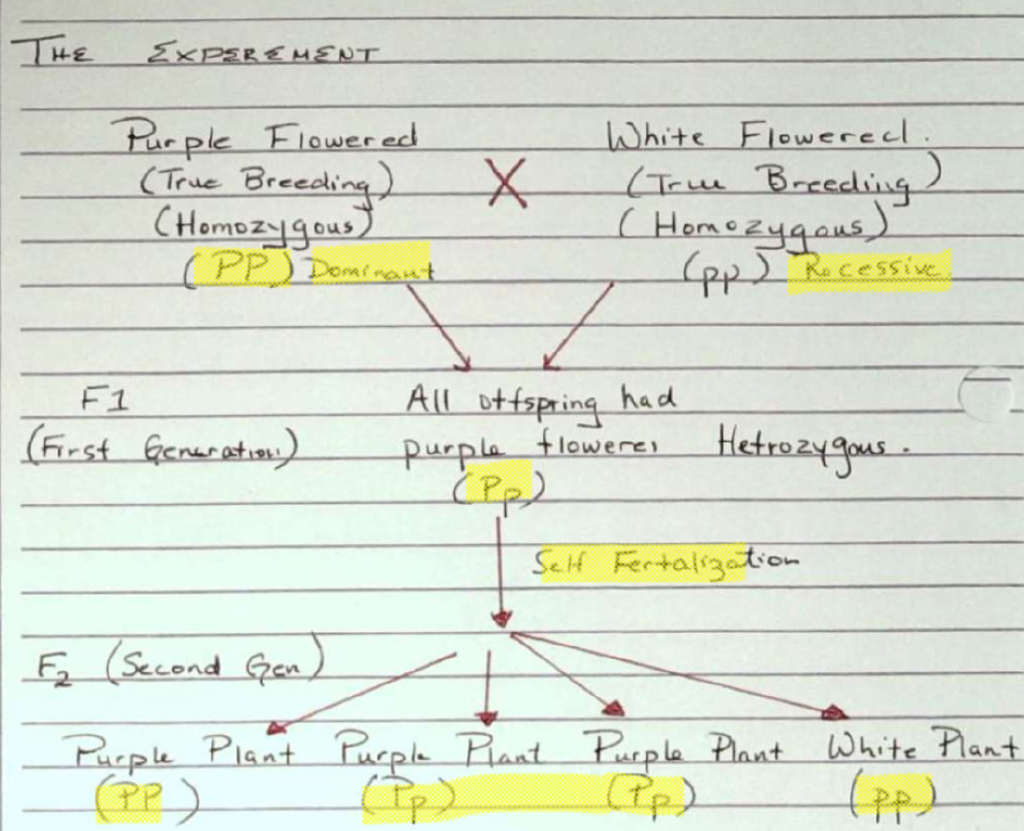 THE EXPEREMENT
Purple Flowered X White Flowered.
(True Breeding) (True Breeding)
(Homozygous) (Homozygous)
(PP) Dominant (pp) Recessive
F1 All offspring had
(First Generation) purple flowers Hetrozygous.
(Pp)
Self Fertalization
F2 (Second Gen)
Purple Plant Purple Plant Purple Plant White Plant
(PP) (Pp) (Pp) (pp)